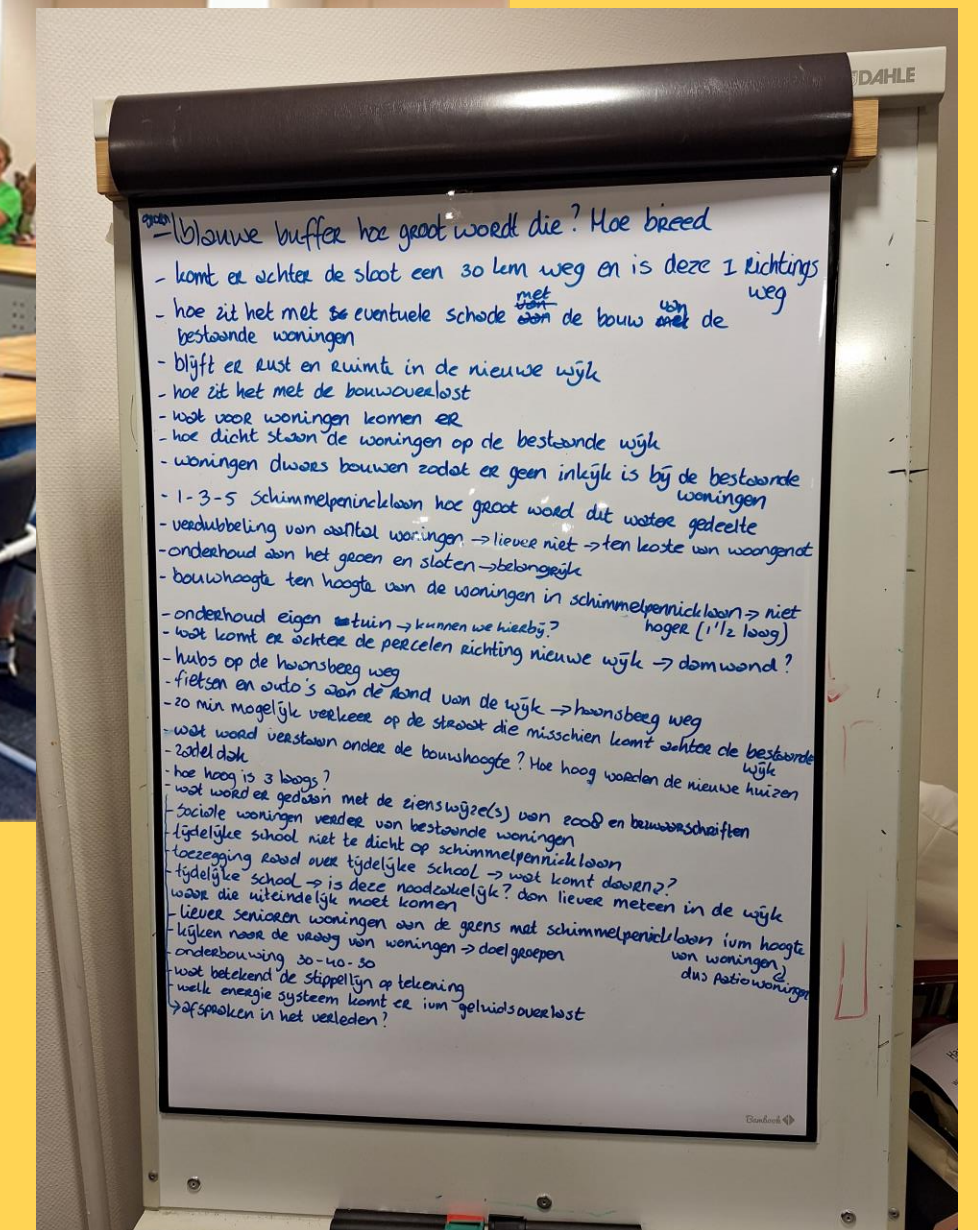 DAHLE
groen
- (b)lauwe buffer hoe groot wordt die? Hoe breed
- komt er achter de sloot een 30 km weg en is deze 1 Richtings
weg
- hoe zit het met eventuele schade met de bouw van de
bestaande woningen
- blijft er rust en ruimte in de nieuwe wijk
- hoe zit het met de bouwoverlast
- wat voor woningen komen er
- hoe dicht staan de woningen op de bestaande wijk
- woningen dwars bouwen zodat er geen inkijk is bij de bestaande
woningen
- 1-3-5 Schimmelpenincklaan hoe groot word dit water gedeelte
- verdubbeling van aantal woningen → liever niet → ten koste van woongenot
- onderhoud aan het groen en sloten → belangrijk
- bouwhoogte ten hoogte van de woningen in schimmelpennicklaan → niet
hoger (1 1/2 laag)
- onderhoud eigen tuin → kunnen we hierbij?
- wat komt er achter de percelen richting nieuwe wijk → damwand?
- hubs op de haansberg weg
- fietsen en auto's aan de rand van de wijk → haansberg weg
- zo min mogelijk verkeer op de straat die misschien komt achter de bestaande
wijk
- wat word verstaan onder de bouwhoogte? Hoe hoog worden de nieuwe huizen
- zadel dak
- hoe hoog is 3 laags?
- wat word er gedaan met de zienswijze(s) van 2008 en bezwaarschriften
- sociale woningen verder van bestaande woningen
- tijdelijke school niet te dicht op schimmelpennicklaan
- toezegging Raad over tijdelijke school → wat komt daarna?
- tijdelijke school → is deze noodzakelijk? dan liever meteen in de wijk
waar die uiteindelijk moet komen
- liever senioren woningen aan de grens met schimmelpenicklaan ivm hoogte
van woningen
dus Patiowoningen
- kijken naar de vraag van woningen → doelgroepen
- onderbouwing 30-40-30
- wat betekend de stippellijn op tekening
- welk energie systeem komt er ivm geluidsoverlast
→ afspraken in het verleden?
Bambook